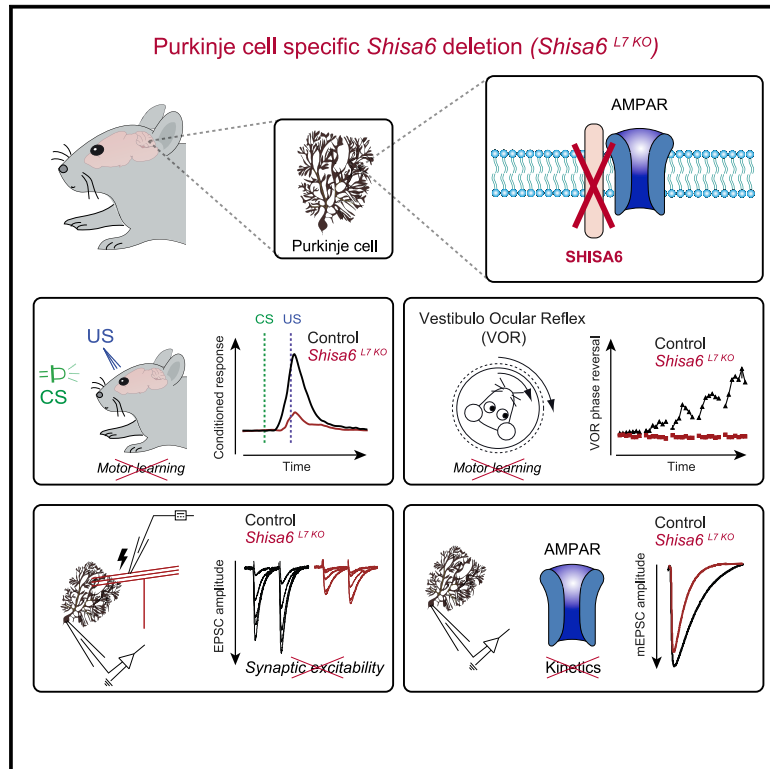 Purkinje cell specific Shisa6 deletion (Shisa6 L7 KO)
Purkinje cell
AMPAR
SHISA6
US
CS
Motor learning
CS US
Control
Shisa6 L7 KO
Conditioned response
Time
Vestibulo Ocular Reflex
(VOR)
Motor learning
Control
Shisa6 L7 KO
VOR phase reversal
Time
Control
Shisa6 L7 KO
EPSC amplitude
Synaptic excitability
AMPAR
Kinetics
Control
Shisa6 L7 KO
mEPSC amplitude